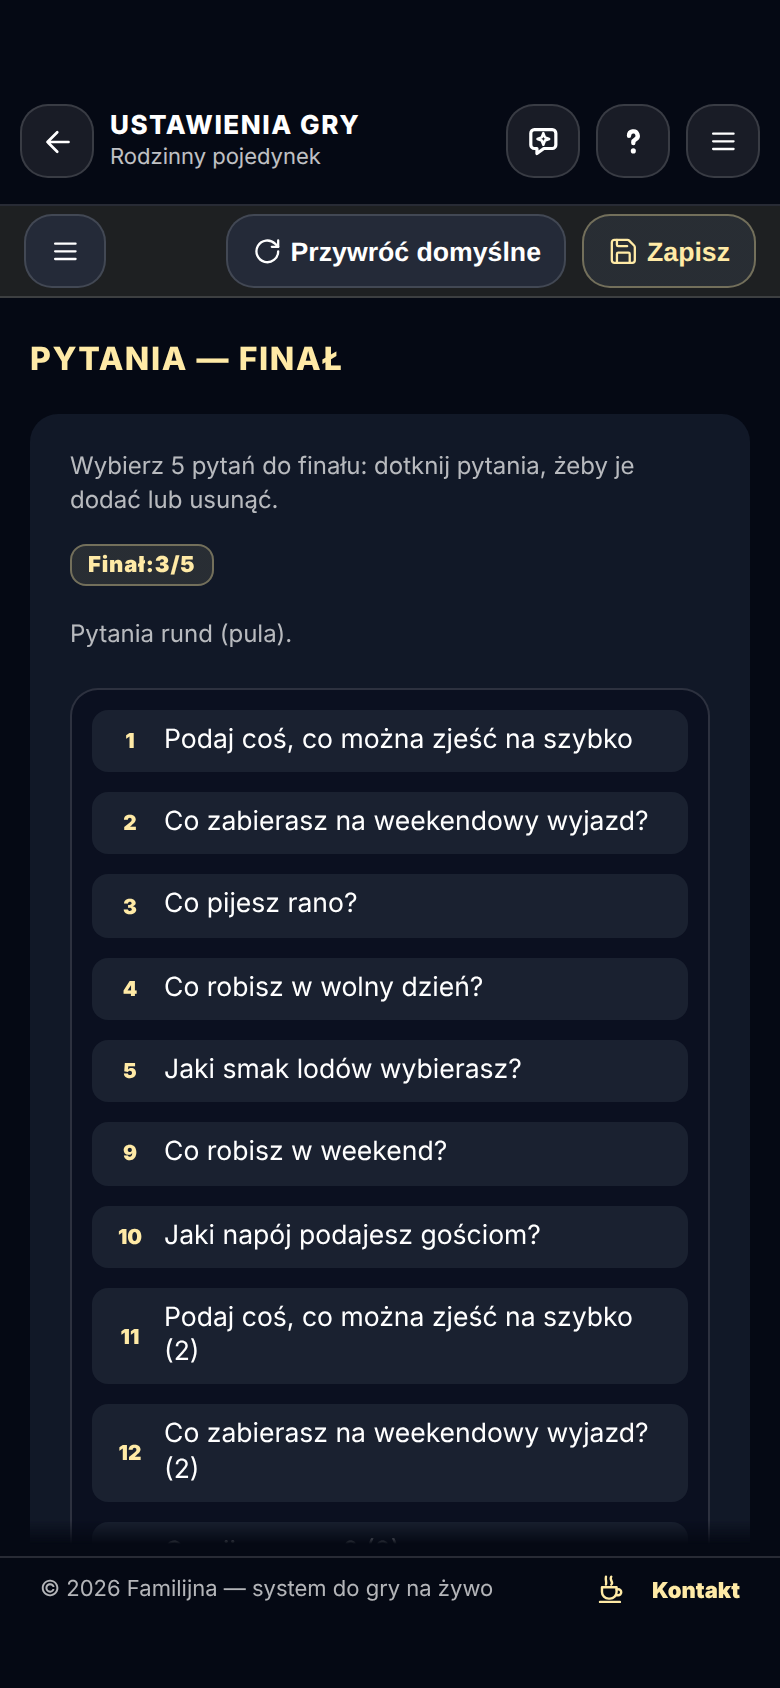 USTAWIENIA GRY
Rodzinny pojedynek
?
Przywróć domyślne
Zapisz
PYTANIA — FINAŁ
Wybierz 5 pytań do finału: dotknij pytania, żeby je
dodać lub usunąć.
Finał:3/5
Pytania rund (pula).
1 Podaj coś, co można zjeść na szybko
2 Co zabierasz na weekendowy wyjazd?
3 Co pijesz rano?
4 Co robisz w wolny dzień?
5 Jaki smak lodów wybierasz?
9 Co robisz w weekend?
10 Jaki napój podajesz gościom?
11 Podaj coś, co można zjeść na szybko
(2)
12 Co zabierasz na weekendowy wyjazd?
(2)
© 2026 Familijna — system do gry na żywo
Kontakt